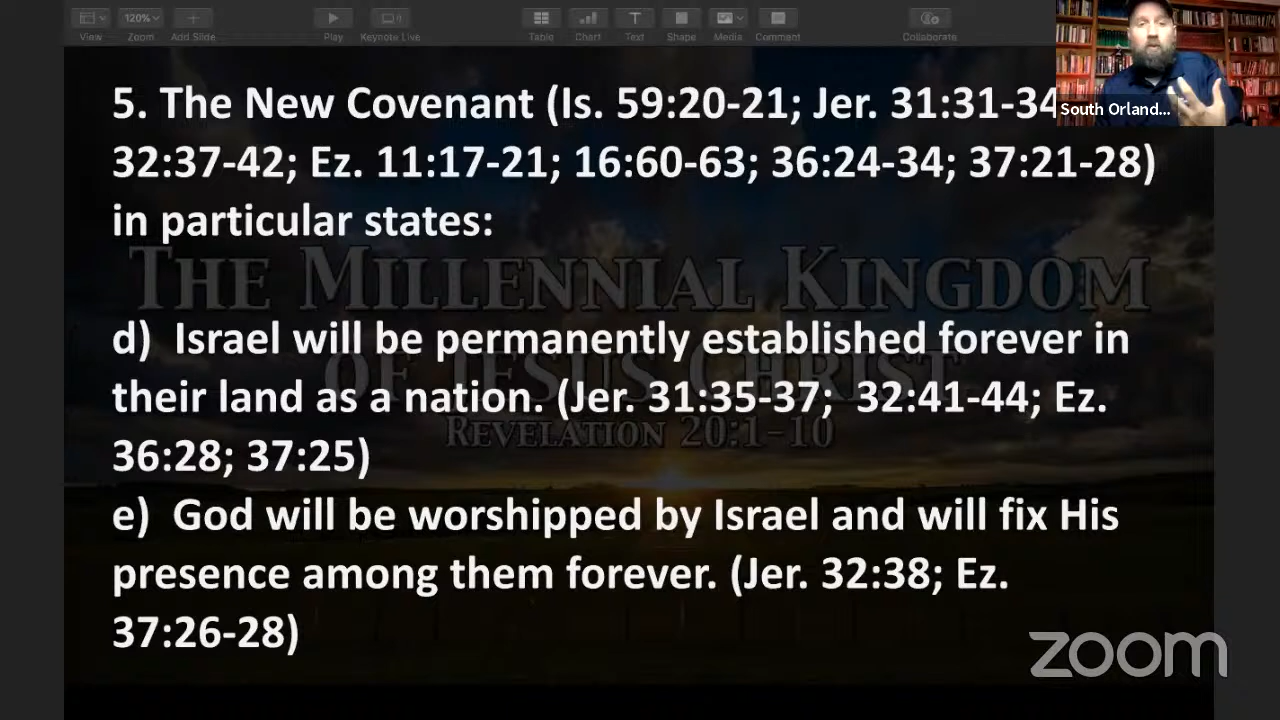 View
120%
Zoom
Add Slide
Play
Keynote Live
Table
Chart
Text
Shape
Media
Comment
Collaborate
South Orland...
5. The New Covenant (Is. 59:20-21; Jer. 31:31-34
32:37-42; Ez. 11:17-21; 16:60-63; 36:24-34; 37:21-28)
in particular states:
The Millennial Kingdom
of Jesus Christ
Revelation 20:1-10
d) Israel will be permanently established forever in
their land as a nation. (Jer. 31:35-37; 32:41-44; Ez.
36:28; 37:25)
e) God will be worshipped by Israel and will fix His
presence among them forever. (Jer. 32:38; Ez.
37:26-28)
zoom